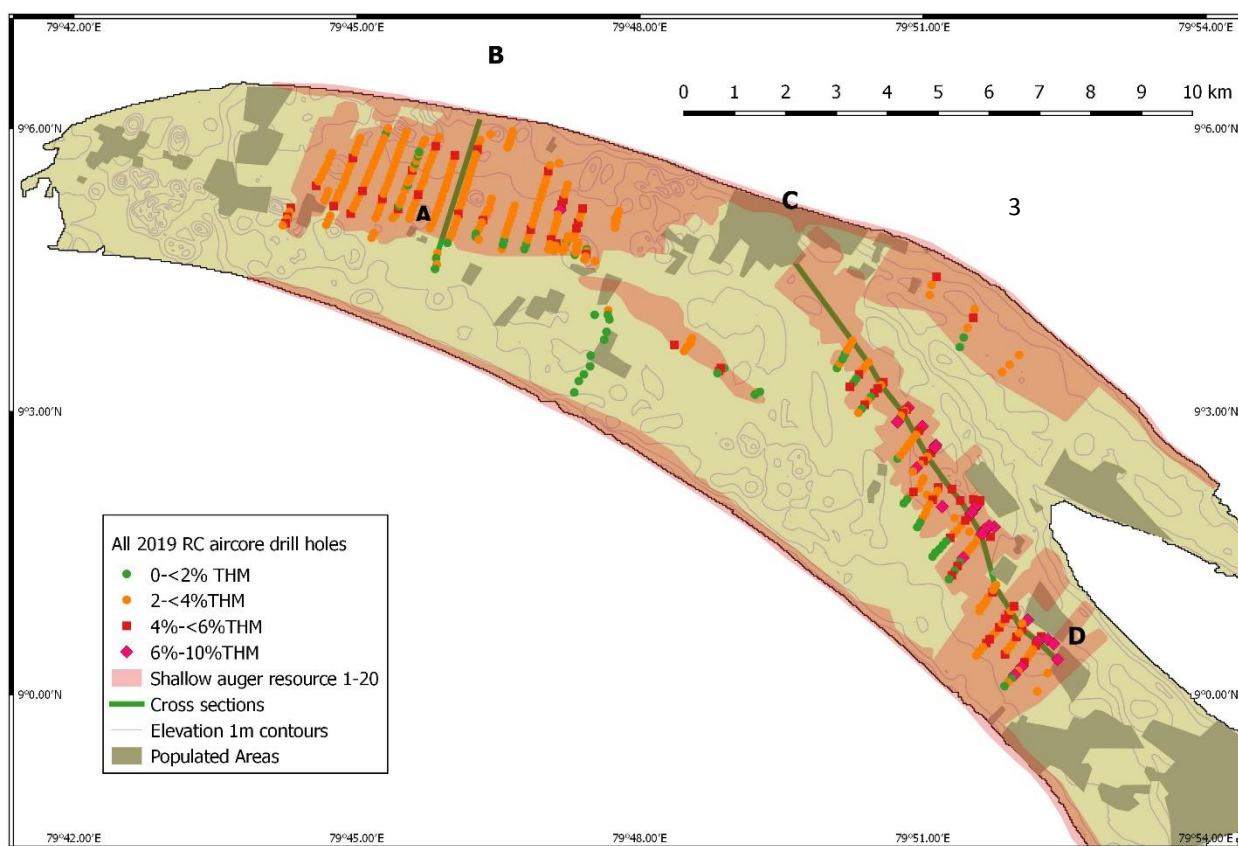 79°42.00'E 79°45.00'E 79°48.00'E 79°51.00'E 79°54.00'E
B
0 1 2 3 4 5 6 7 8 9 10 km
9°6.00'N 9°6.00'N
C
3
A
9°3.00'N 9°3.00'N
All 2019 RC aircore drill holes
0-<2% THM
2-<4%THM
4%-<6%THM
6%-10%THM
Shallow auger resource 1-20
Cross sections
Elevation 1m contours
Populated Areas
D
9°0.00'N 9°0.00'N
79°42.00'E 79°45.00'E 79°48.00'E 79°51.00'E 79°54.00'E